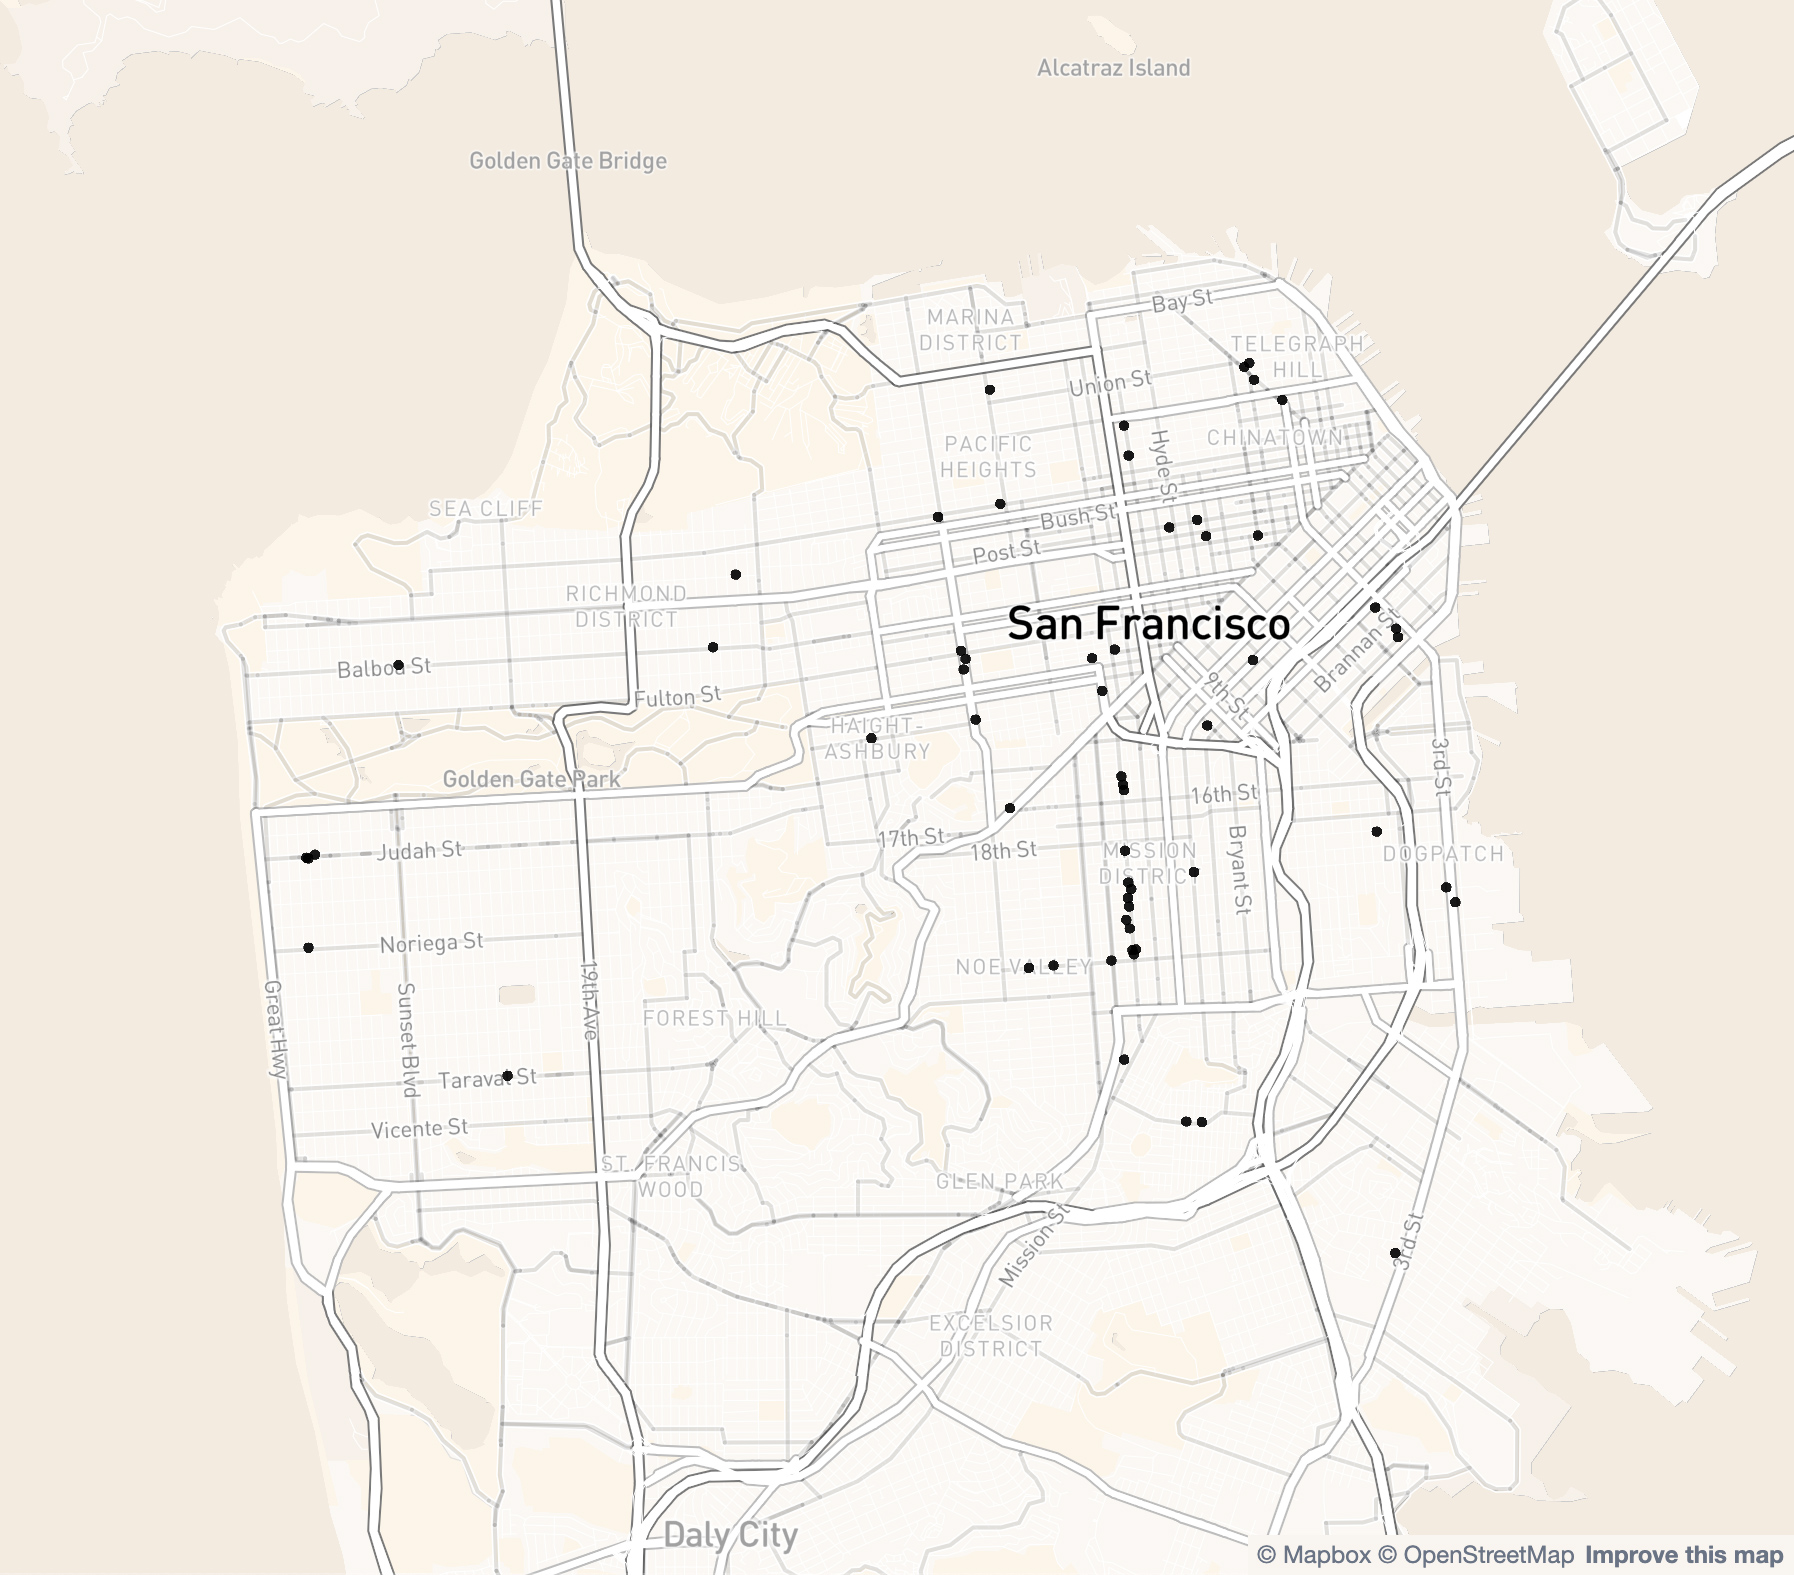 Alcatraz Island
Golden Gate Bridge
Bay St
MARINA
DISTRICT
TELEGRAPH
HILL
Union St
CHINATOWN
Hyde St
PACIFIC
HEIGHTS
SEA CLIFF
Bush St
Post St
RICHMOND
DISTRICT
San Francisco
Brannan St
Balboa St
Fulton St
9th St
HAIGHT-
ASHBURY
3rd St
Golden Gate Park
16th St
17th St
18th St
Judah St
MISSION
DISTRICT
Bryant St
DOGPATCH
Noriega St
NOE VALLEY
19th Ave
Great Hwy
Sunset Blvd
FOREST HILL
Taraval St
Vicente St
ST. FRANCIS
WOOD
GLEN PARK
Mission St
3rd St
EXCELSIOR
DISTRICT
Daly City
© Mapbox © OpenStreetMap Improve this map